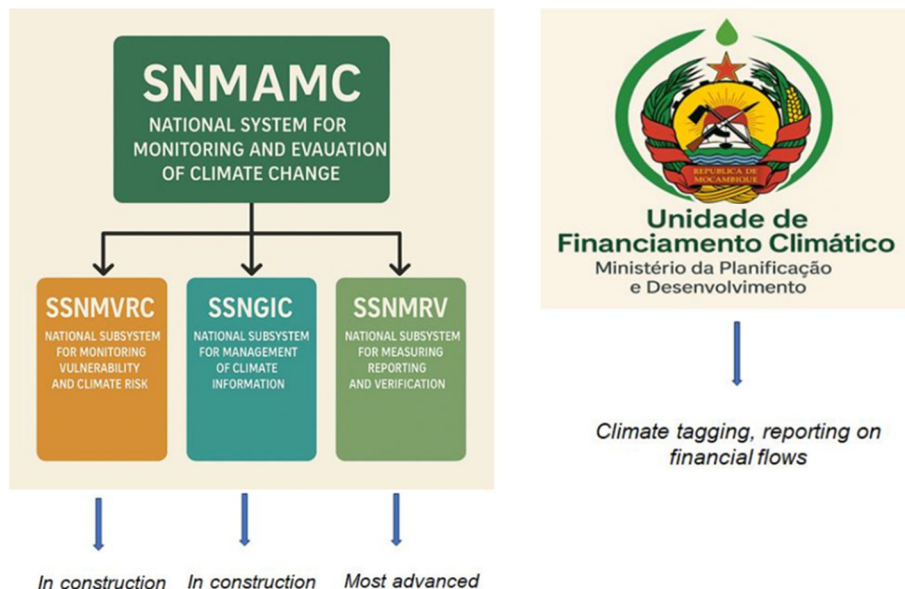 SNMAMC
NATIONAL SYSTEM FOR
MONITORING AND EVAUATION
OF CLIMATE CHANGE
SSNMVRC
NATIONAL SUBSYSTEM
FOR MONITORING
VULNERABILITY
AND CLIMATE RISK
SSNGIC
NATIONAL SUBSYSTEM
FOR MANAGEMENT
OF CLIMATE
INFORMATION
SSNMRV
NATIONAL SUBSYSTEM
FOR MEASURING
REPORTING
AND VERIFICATION
In construction
In construction
Most advanced
REPUBLICA DE
MOCAMBIQUE
Unidade de
Financiamento Climático
Ministério da Planificação
e Desenvolvimento
Climate tagging, reporting on
financial flows